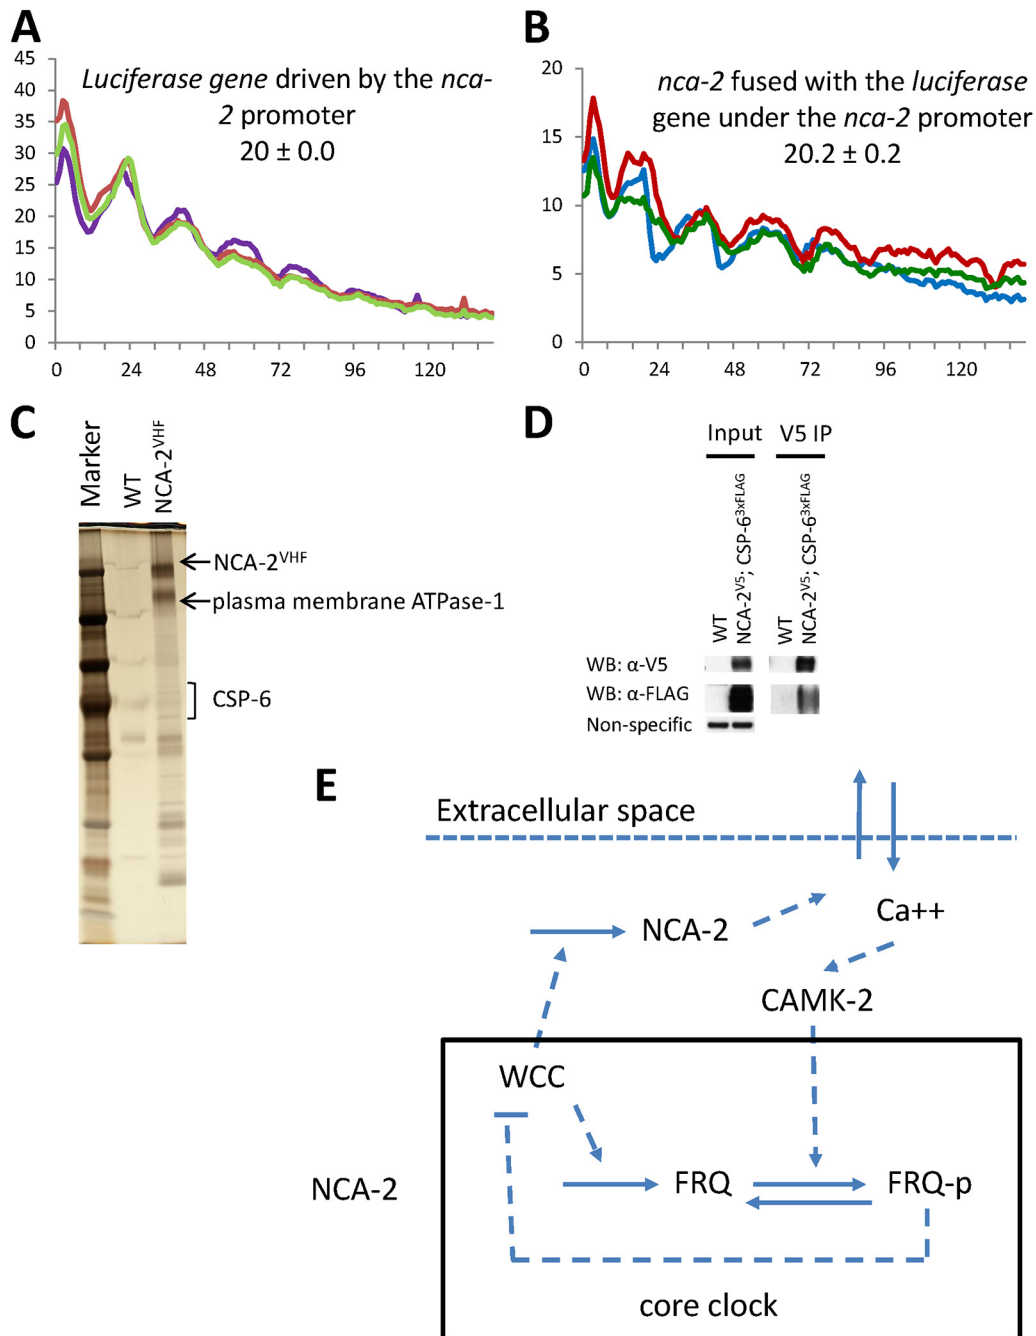 A
Luciferase gene driven by the nca-
2 promoter
20 ± 0.0
45
40
35
30
25
20
15
10
5
0
0 24 48 72 96 120
B
nca-2 fused with the luciferase
gene under the nca-2 promoter
20.2 ± 0.2
20
15
10
5
0
0 24 48 72 96 120
C
Marker
WT
NCA-2VHF
NCA-2VHF
plasma membrane ATPase-1
CSP-6
D
Input V5 IP
WT
NCA-2V5; CSP-63xFLAG
WT
NCA-2V5; CSP-63xFLAG
WB: α-V5
WB: α-FLAG
Non-specific
E
Extracellular space
Ca++
NCA-2
CAMK-2
WCC
NCA-2
FRQ FRQ-p
core clock